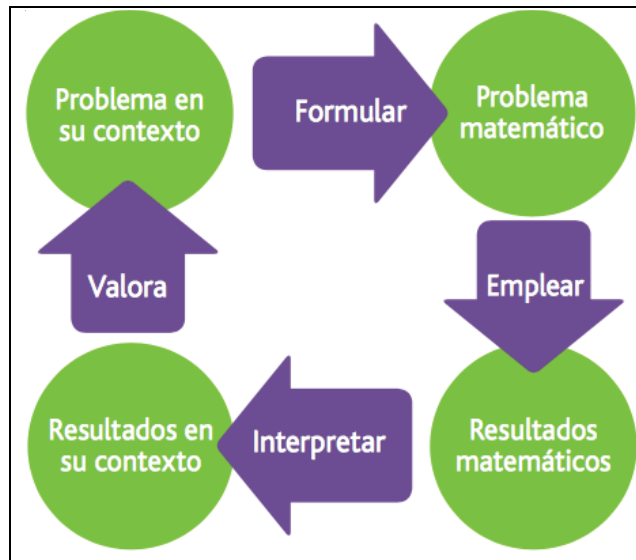 Problema en
su contexto
Formular
Problema
matemático
Valora
Emplear
Resultados en
su contexto
Interpretar
Resultados
matemáticos